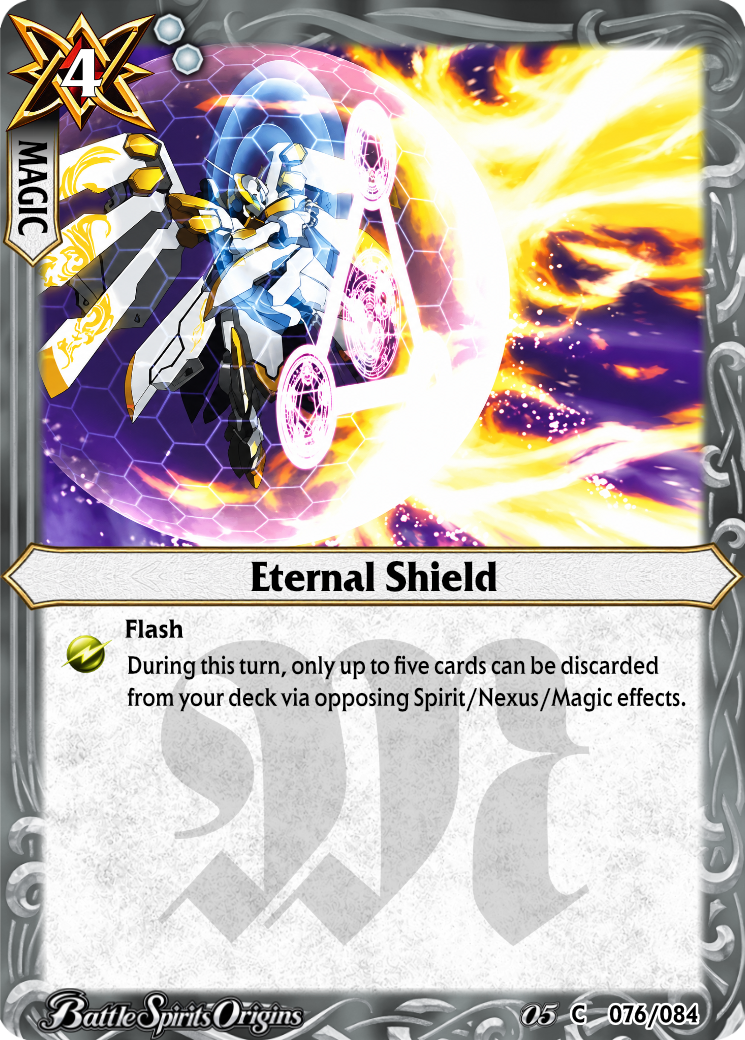 4
MAGIC
Eternal Shield
Flash
During this turn, only up to five cards can be discarded
from your deck via opposing Spirit/Nexus/Magic effects.
Battle Spirits Origins
05 C 076/084